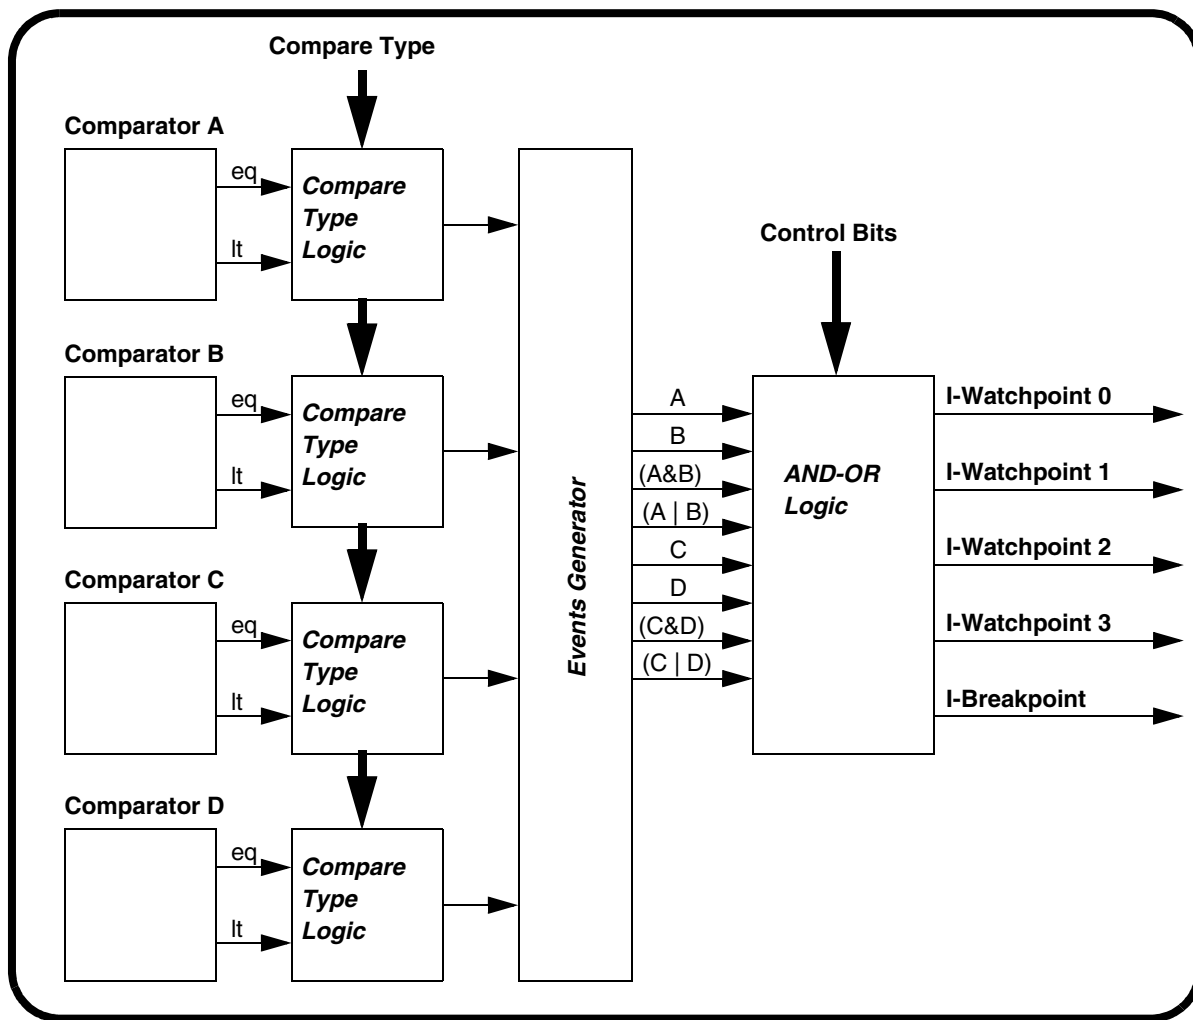 Compare Type
Comparator A
eq
lt
Compare
Type
Logic
Comparator B
eq
lt
Compare
Type
Logic
Comparator C
eq
lt
Compare
Type
Logic
Comparator D
eq
lt
Compare
Type
Logic
Events Generator
A
B
(A&B)
(A | B)
C
D
(C&D)
(C | D)
Control Bits
AND-OR
Logic
I-Watchpoint 0
I-Watchpoint 1
I-Watchpoint 2
I-Watchpoint 3
I-Breakpoint